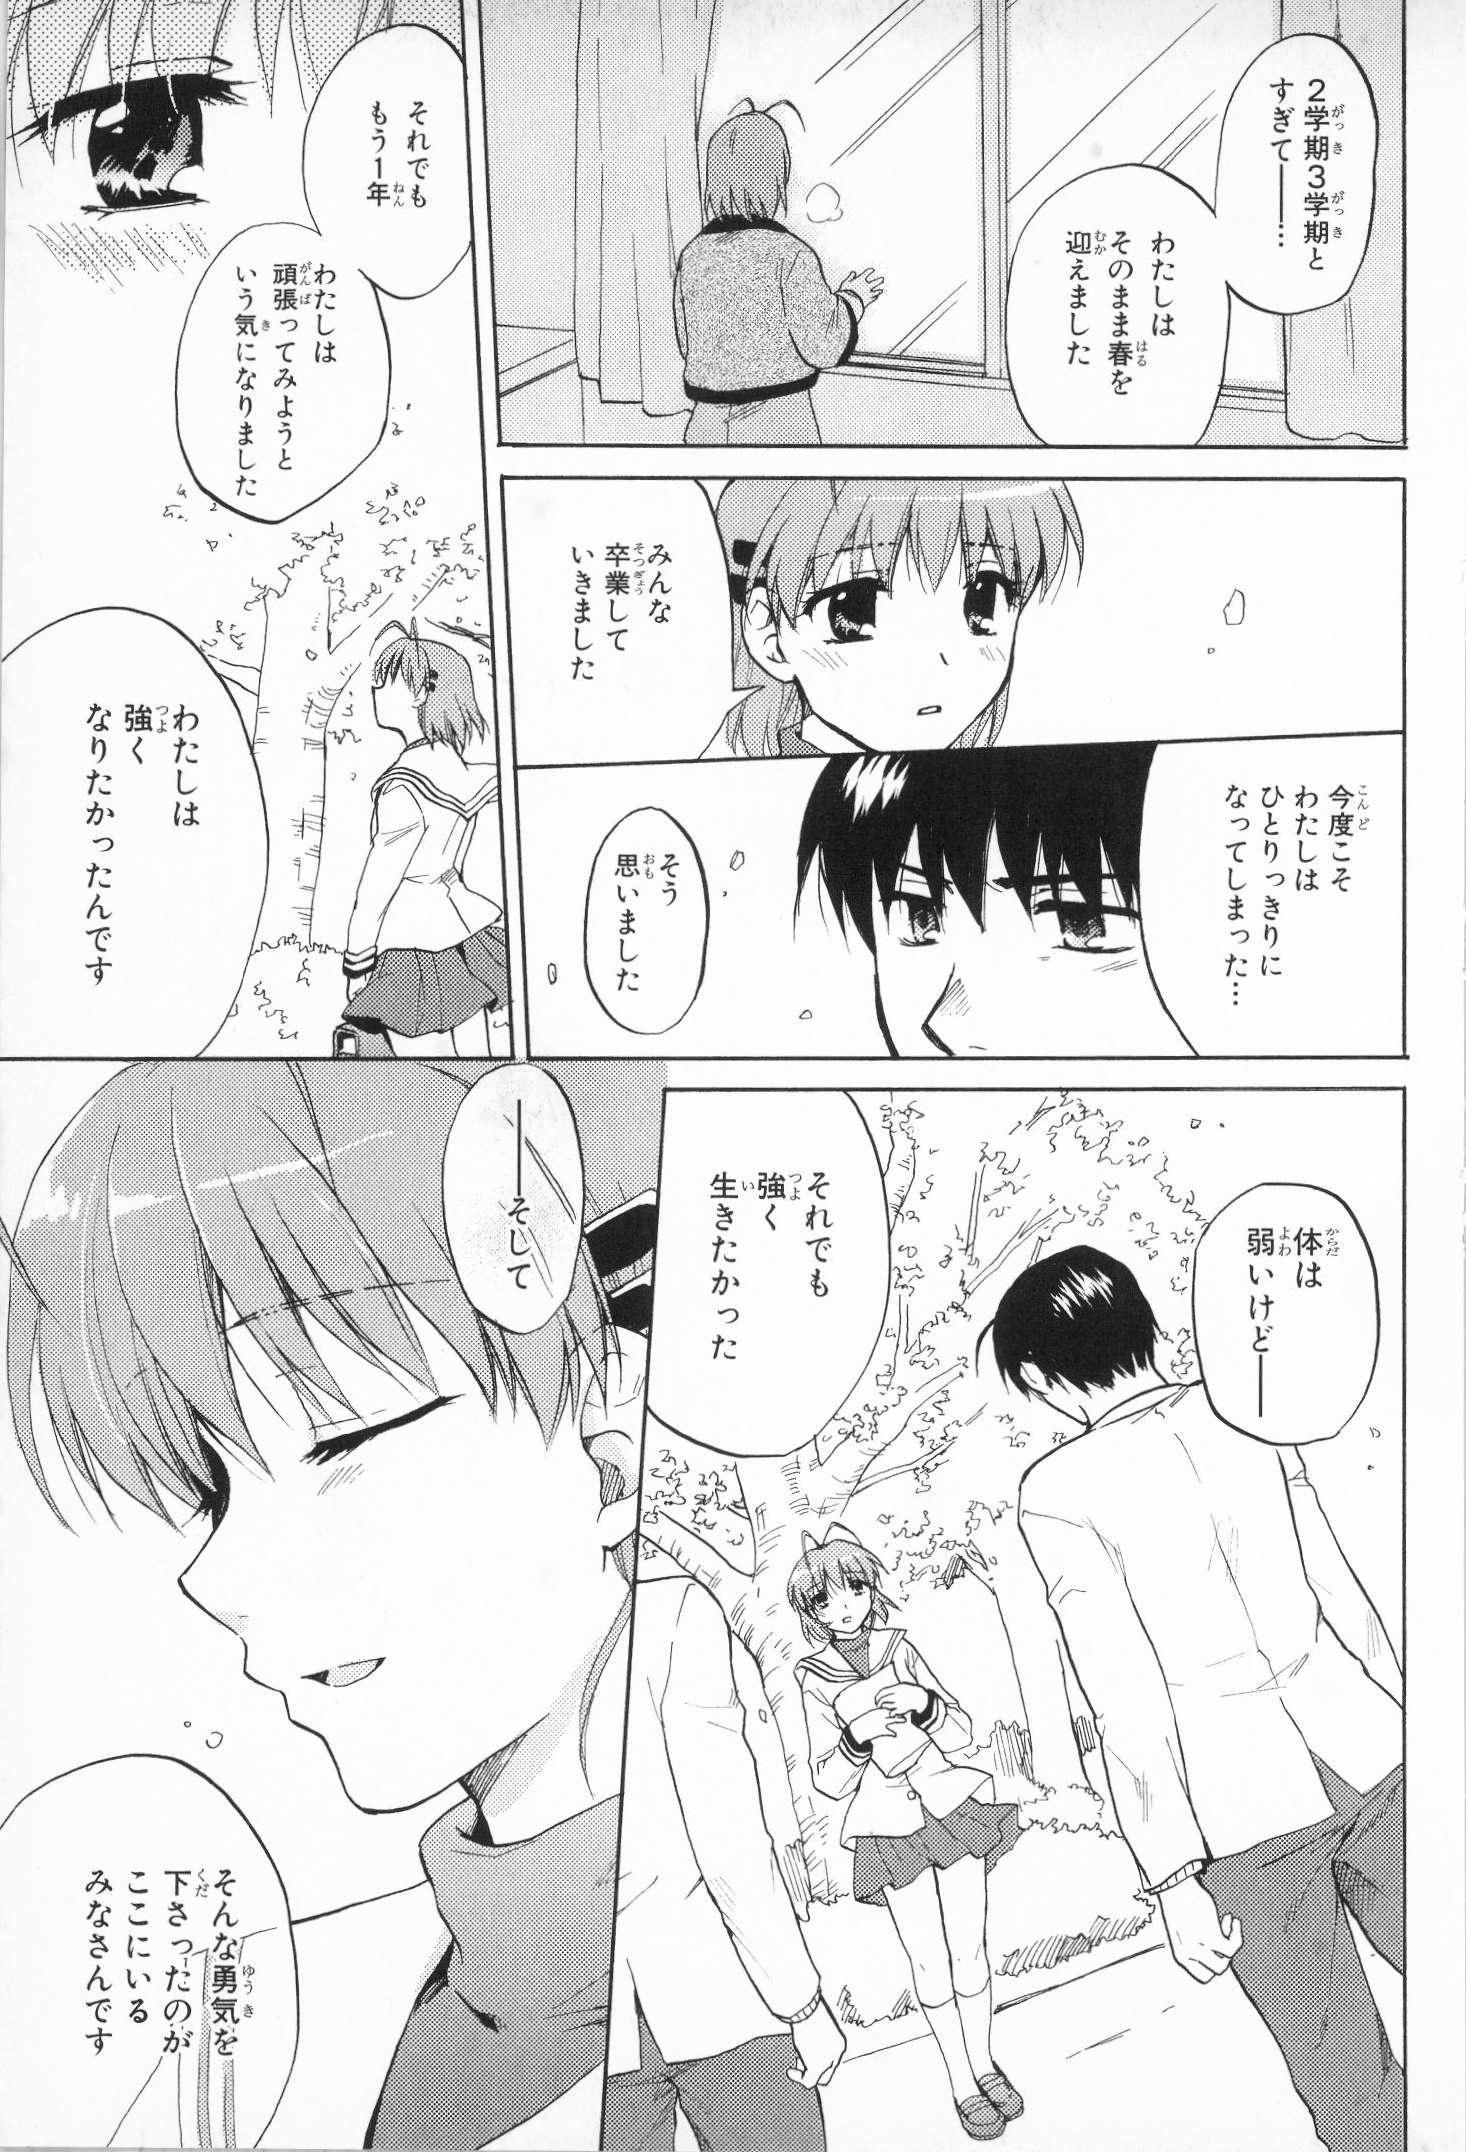 2学期3学期と
すぎて――…
わたしは
そのまま春を
迎えました
みんな
卒業して
いきました
今度こそ
わたしは
ひとりっきりに
なってしまった…
そう
思いました
それでも
もう1年
わたしは
頑張ってみようと
いう気になりました
わたしは
強く
なりたかったんです
体は
弱いけど――
それでも
強く
生きたかった
――そして
そんな勇気を
下さったのが
ここにいる
みなさんです